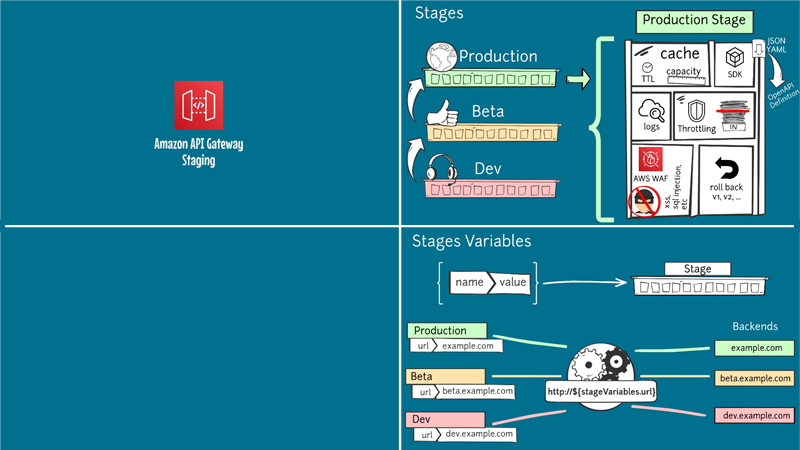 Amazon API Gateway
Staging
Stages
Production
Beta
Dev
Production Stage
JSON
YAML
OpenAPI
Definition
cache
TTL
capacity
SDK
logs
Throttling
IN
AWS WAF
xss,
sql injection,
etc
roll back
v1, v2, ...
Stages Variables
name
value
Stage
Production
url
example.com
Beta
url
beta.example.com
Dev
url
dev.example.com
http://${stageVariables.url}
Backends
example.com
beta.example.com
dev.example.com